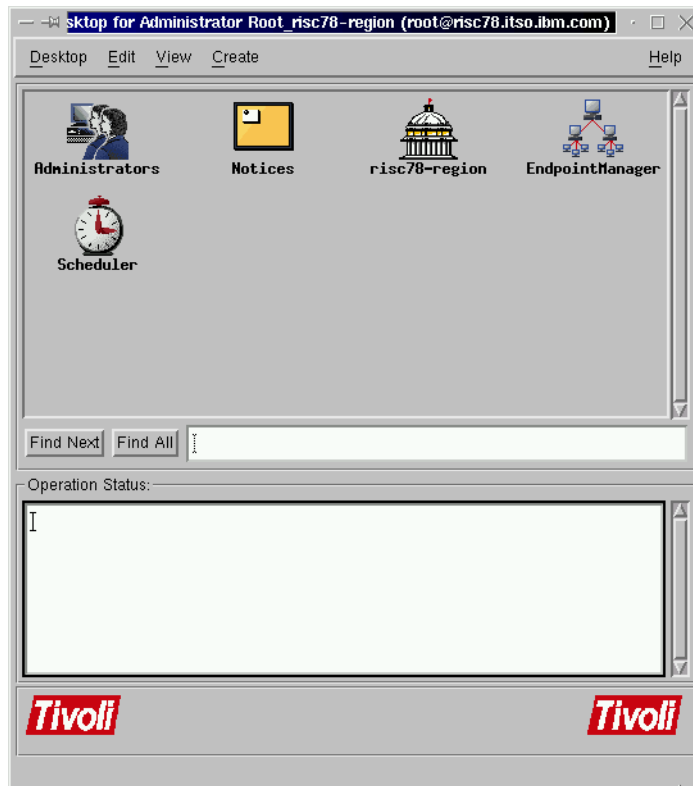 sktop for Administrator Root_risc78-region (root@risc78.itso.ibm.com)
Desktop Edit View Create Help
Administrators Notices risc78-region EndpointManager
Scheduler
Find Next Find All
Operation Status:
Tivoli Tivoli